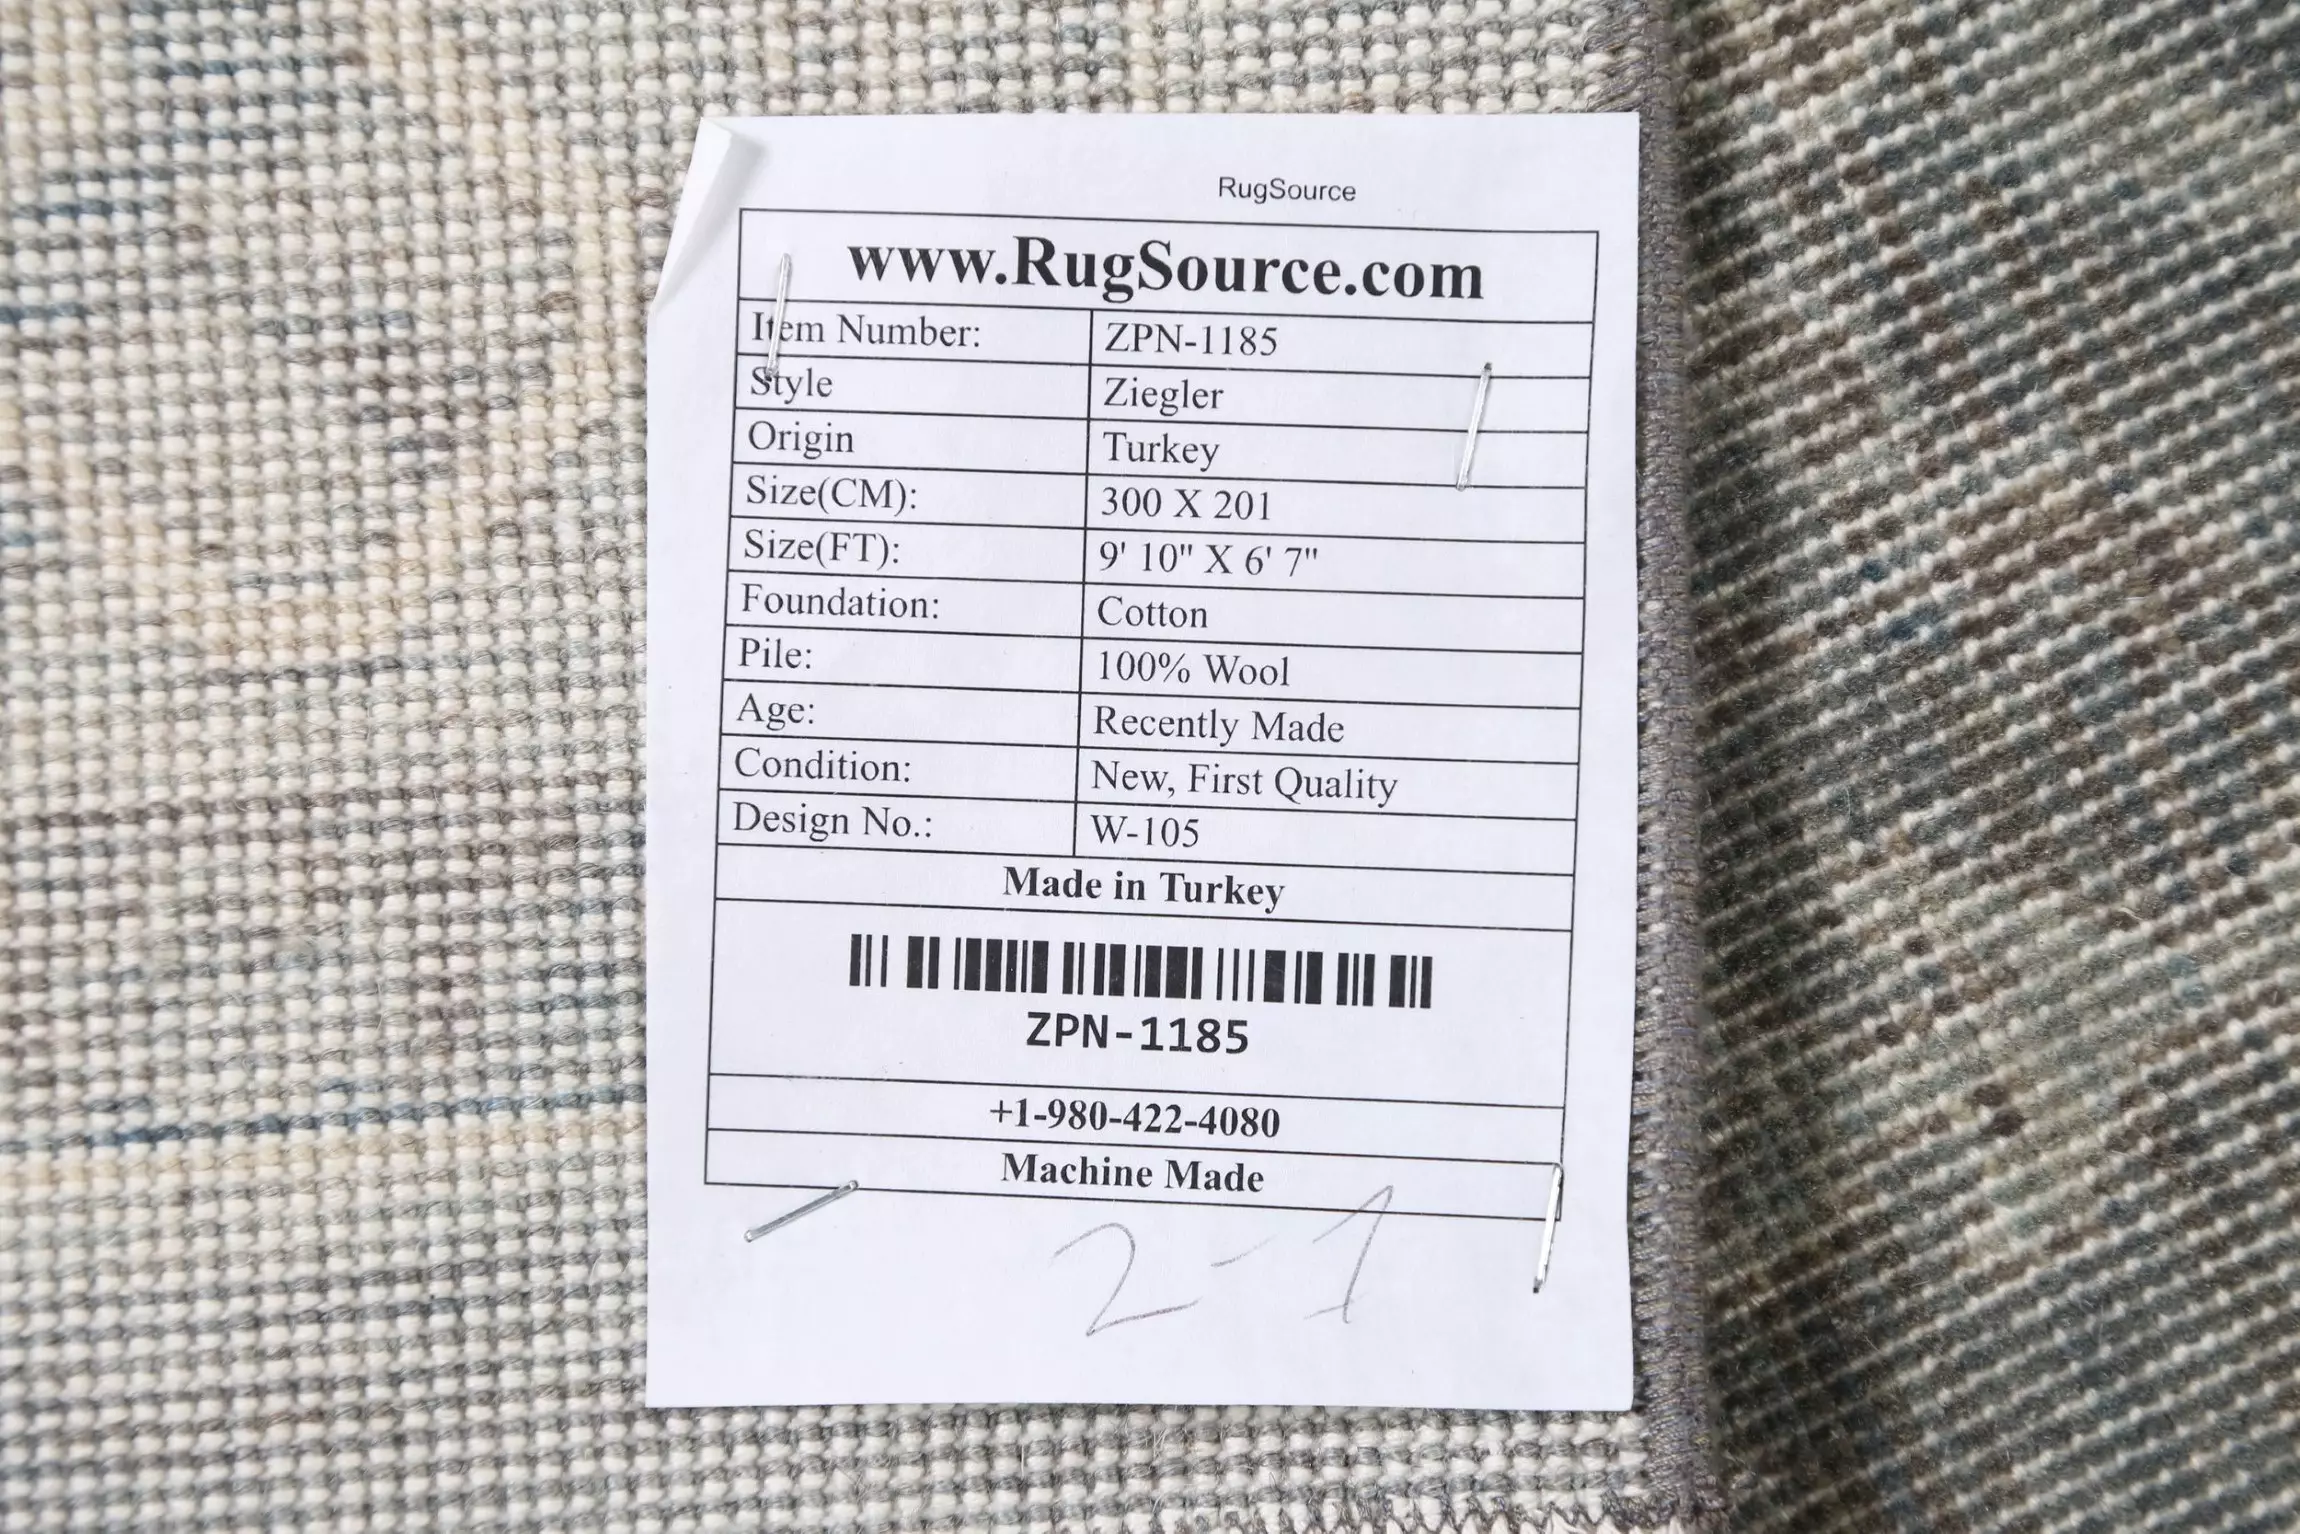 RugSource
www.RugSource.com
Item Number: ZPN-1185
Style Ziegler
Origin Turkey
Size(CM): 300 X 201
Size(FT): 9' 10" X 6' 7"
Foundation: Cotton
Pile: 100% Wool
Age: Recently Made
Condition: New, First Quality
Design No.: W-105
Made in Turkey
ZPN-1185
+1-980-422-4080
Machine Made
2-1